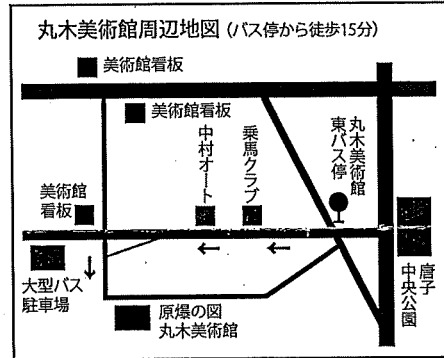 丸木美術館周辺地図(バス停から徒歩15分)
美術館看板
美術館看板
中村オート
乗馬クラブ
丸木美術館
東バス停
美術館
看板
大型バス
駐車場
原爆の図
丸木美術館
唐子
中央公園